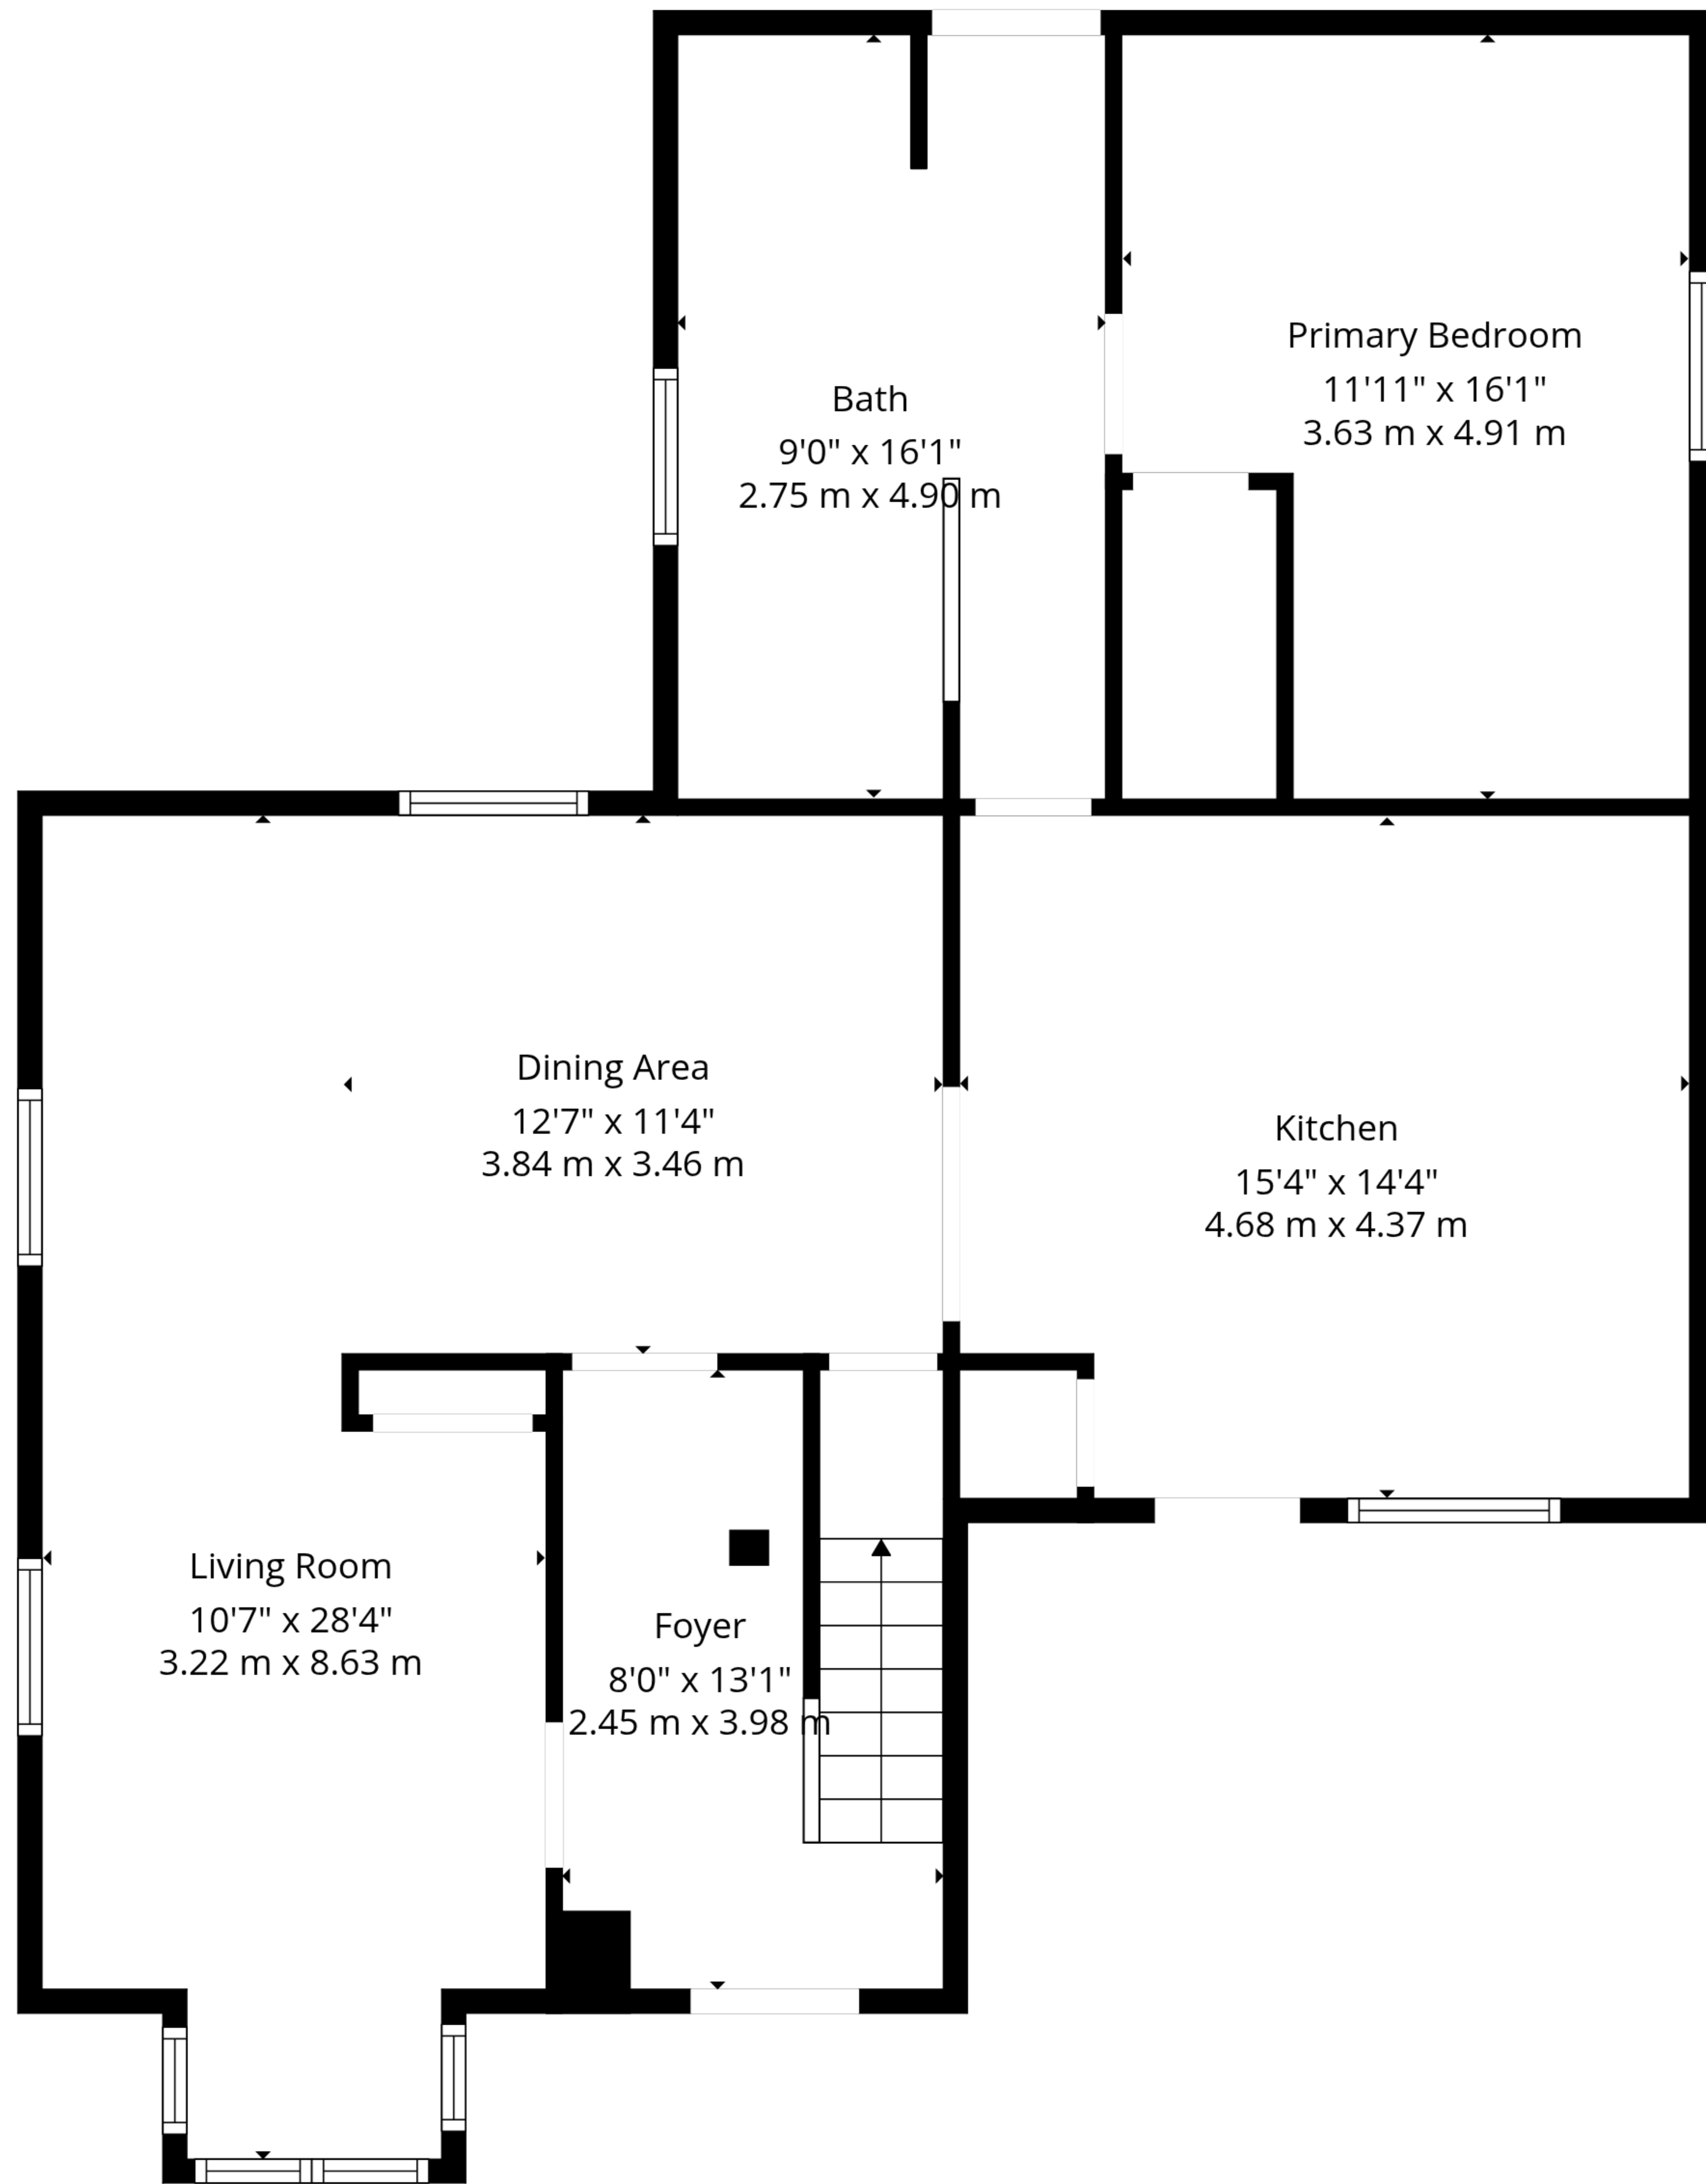 Primary Bedroom
11'11" x 16'1"
3.63 m x 4.91 m
Bath
9'0" x 16'1"
2.75 m x 4.90 m
Dining Area
12'7" x 11'4"
3.84 m x 3.46 m
Kitchen
15'4" x 14'4"
4.68 m x 4.37 m
Living Room
10'7" x 28'4"
3.22 m x 8.63 m
Foyer
8'0" x 13'1"
2.45 m x 3.98 m